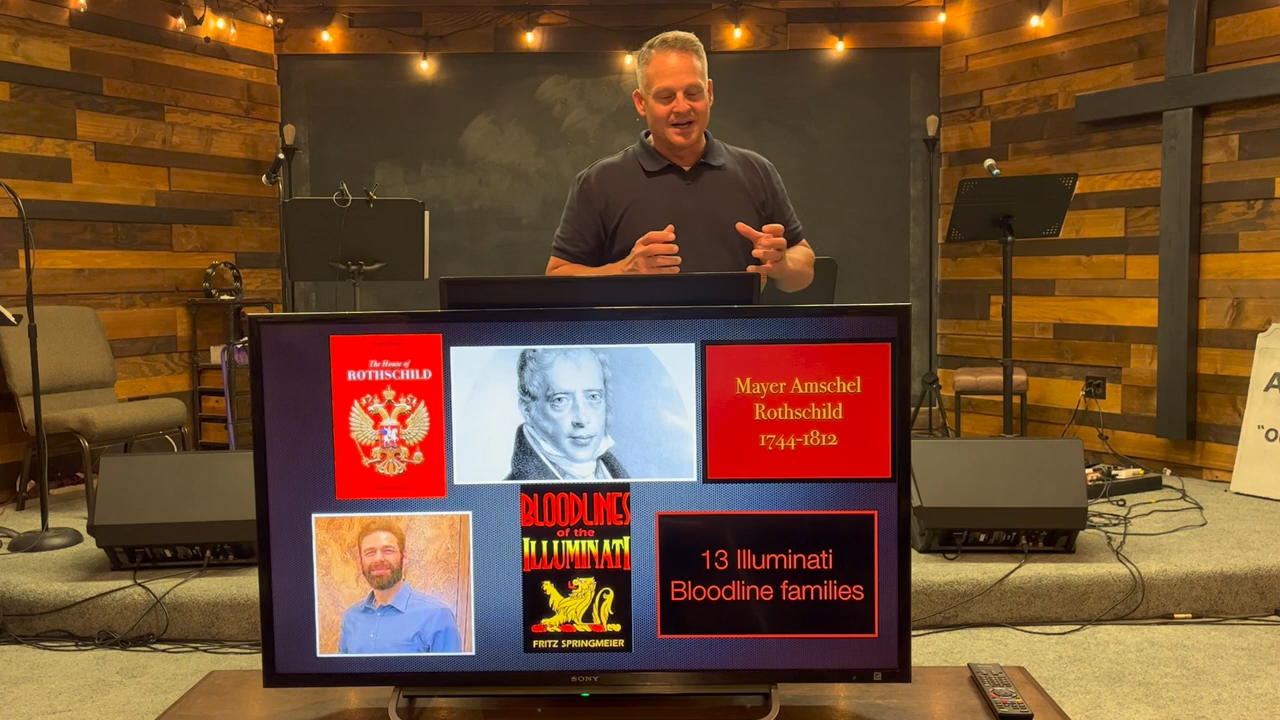 The House of
ROTHSCHILD
Mayer Amschel
Rothschild
1744-1812
BLOODLINES
of the
ILLUMINATI
FRITZ SPRINGMEIER
13 Illuminati
Bloodline families
SONY
A
"O